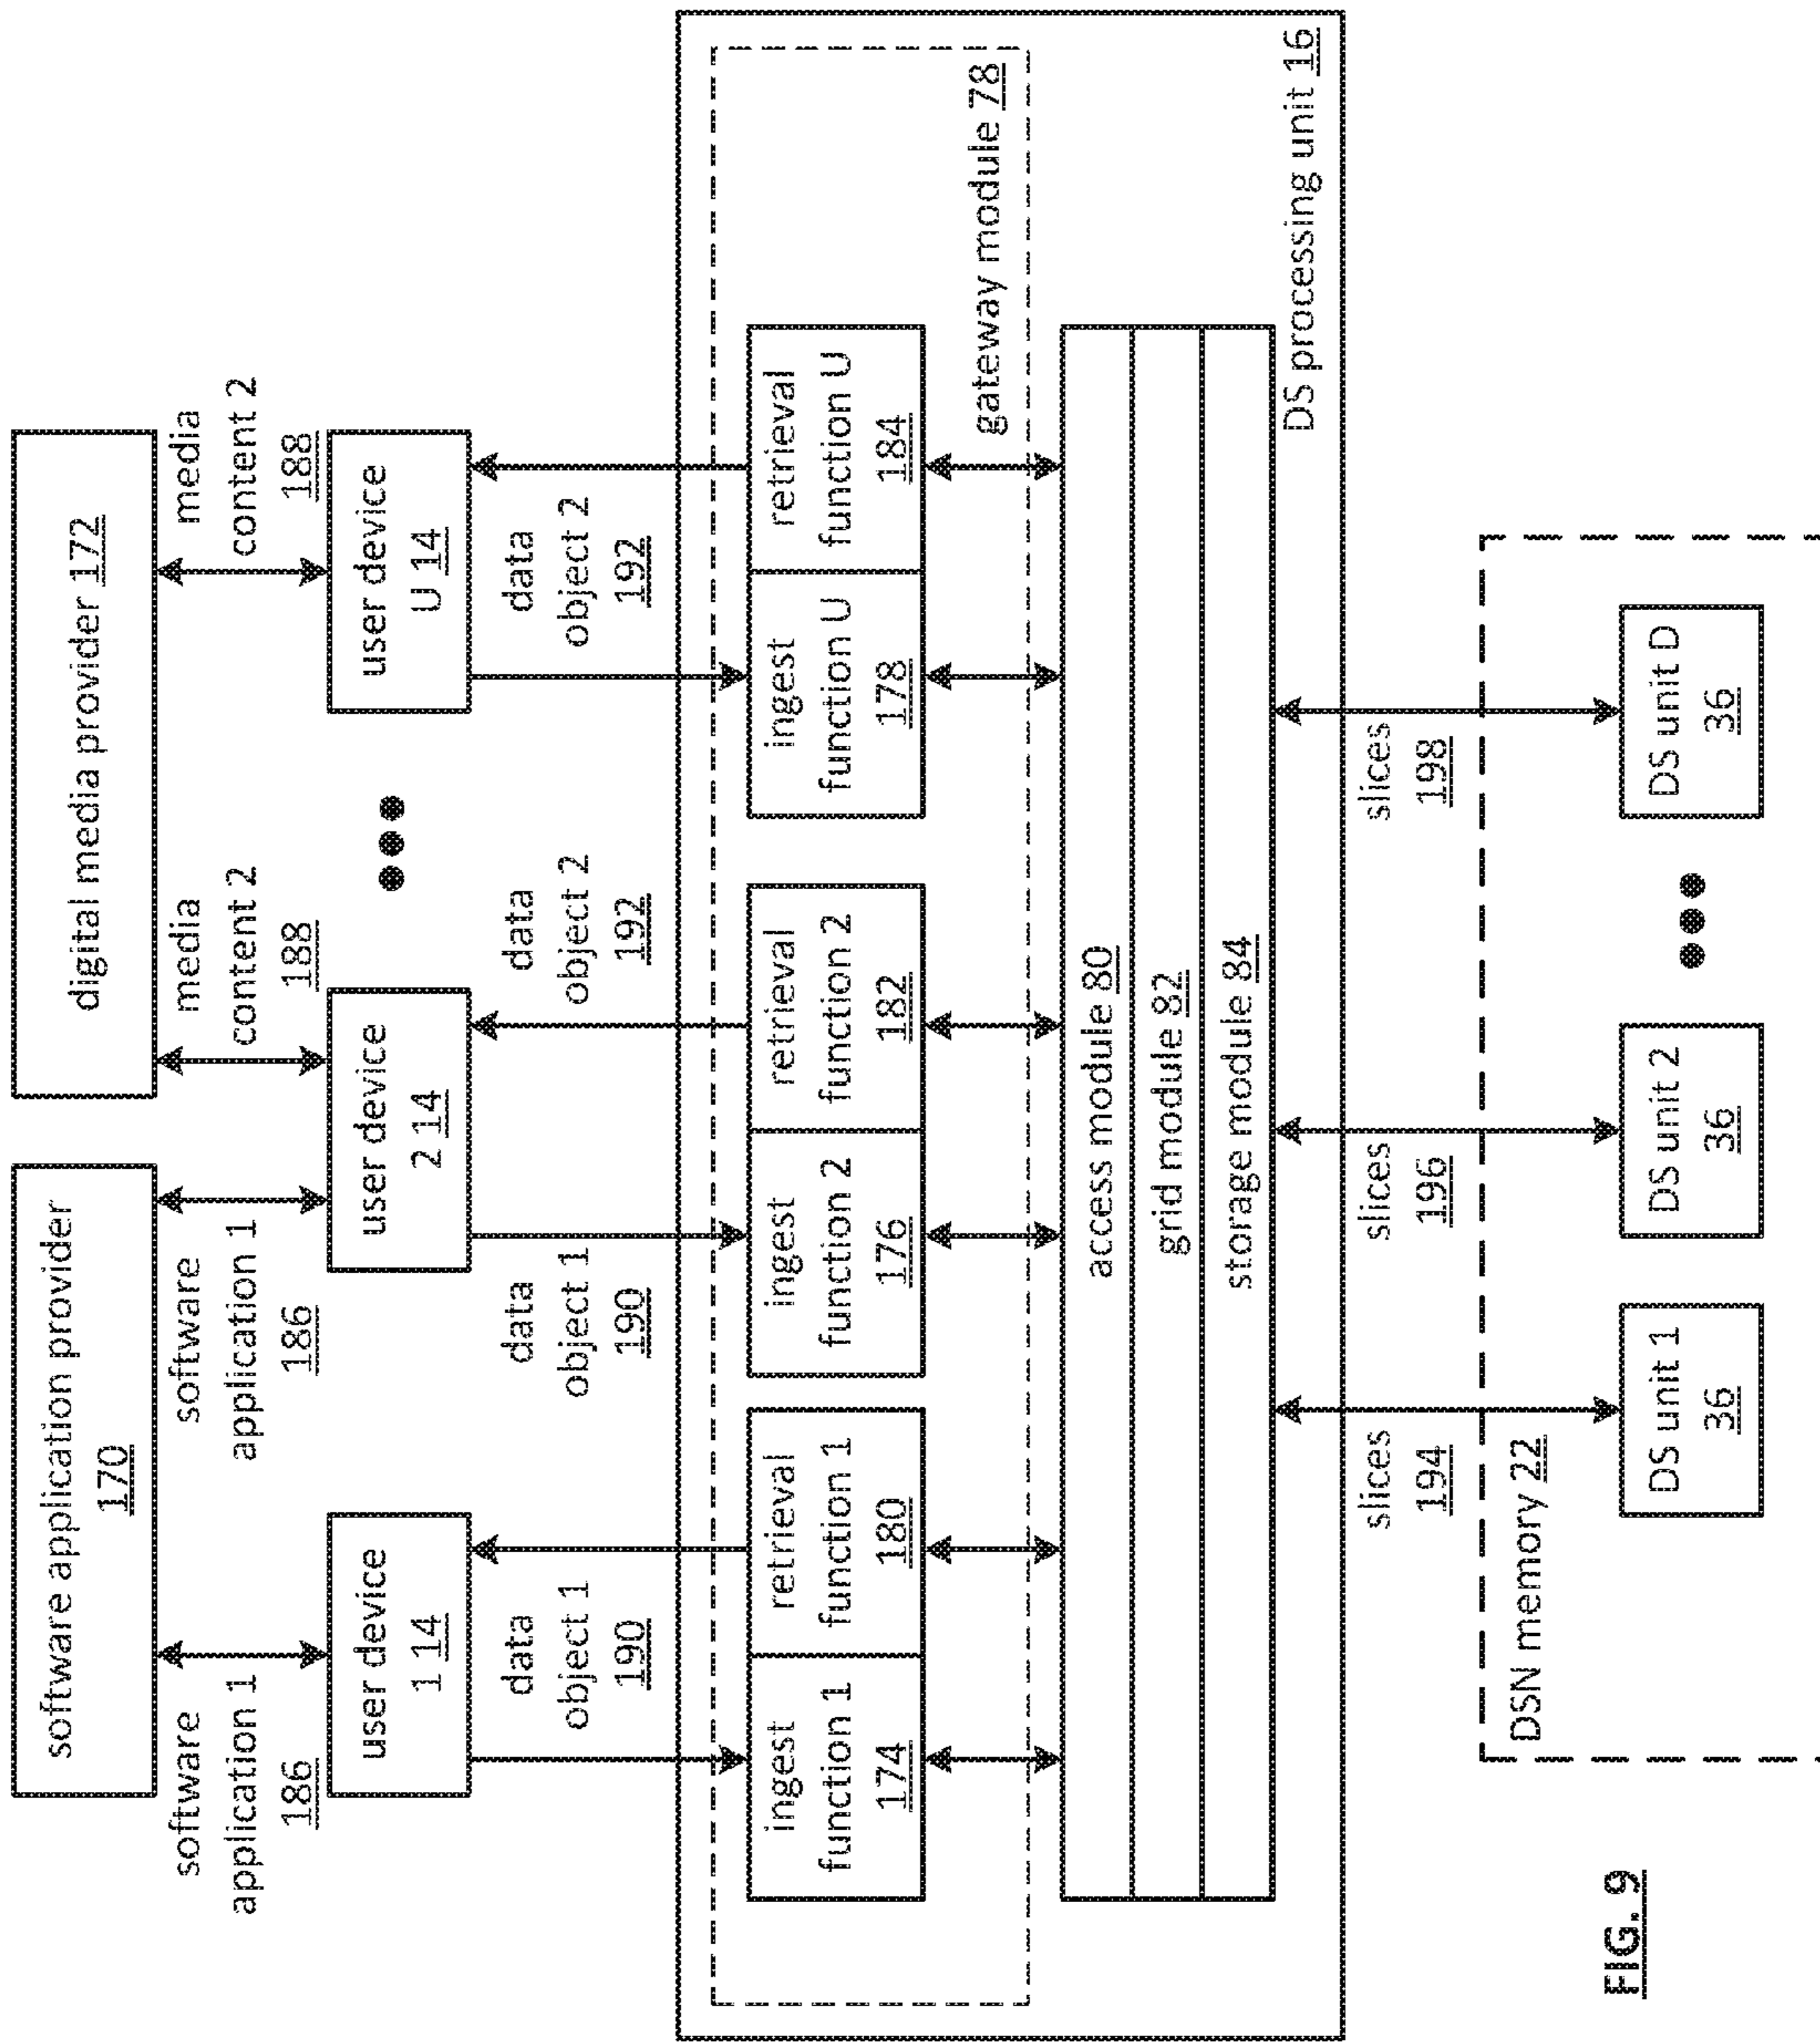 software application provider
170
digital media provider 172
software
application 1
186
software
application 1
186
media
content 2
188
media
content 2
188
user device
1 14
user device
2 14
user device
U 14
data
object 1
190
data
object 1
190
data
object 2
192
data
object 2
192
ingest
function 1
174
retrieval
function 1
180
ingest
function 2
176
retrieval
function 2
182
ingest
function U
178
retrieval
function U
184
gateway module 78
access module 80
grid module 82
storage module 84
DS processing unit 16
slices
194
slices
196
slices
198
DSN memory 22
DS unit 1
36
DS unit 2
36
DS unit D
36
FIG. 9